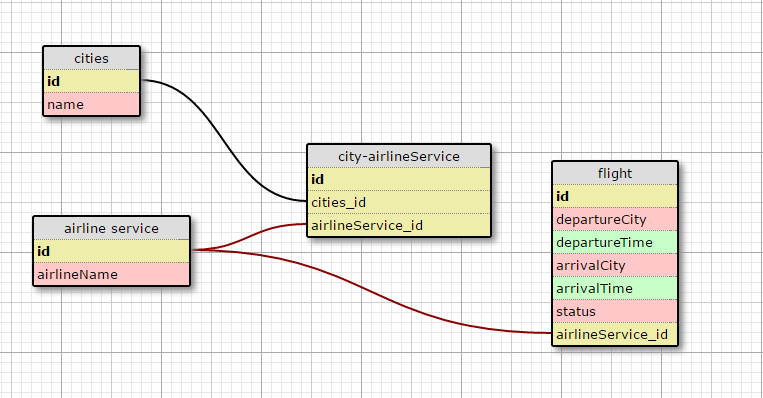 cities
id
name
city-airlineService
id
cities_id
airlineService_id
airline service
id
airlineName
flight
id
departureCity
departureTime
arrivalCity
arrivalTime
status
airlineService_id